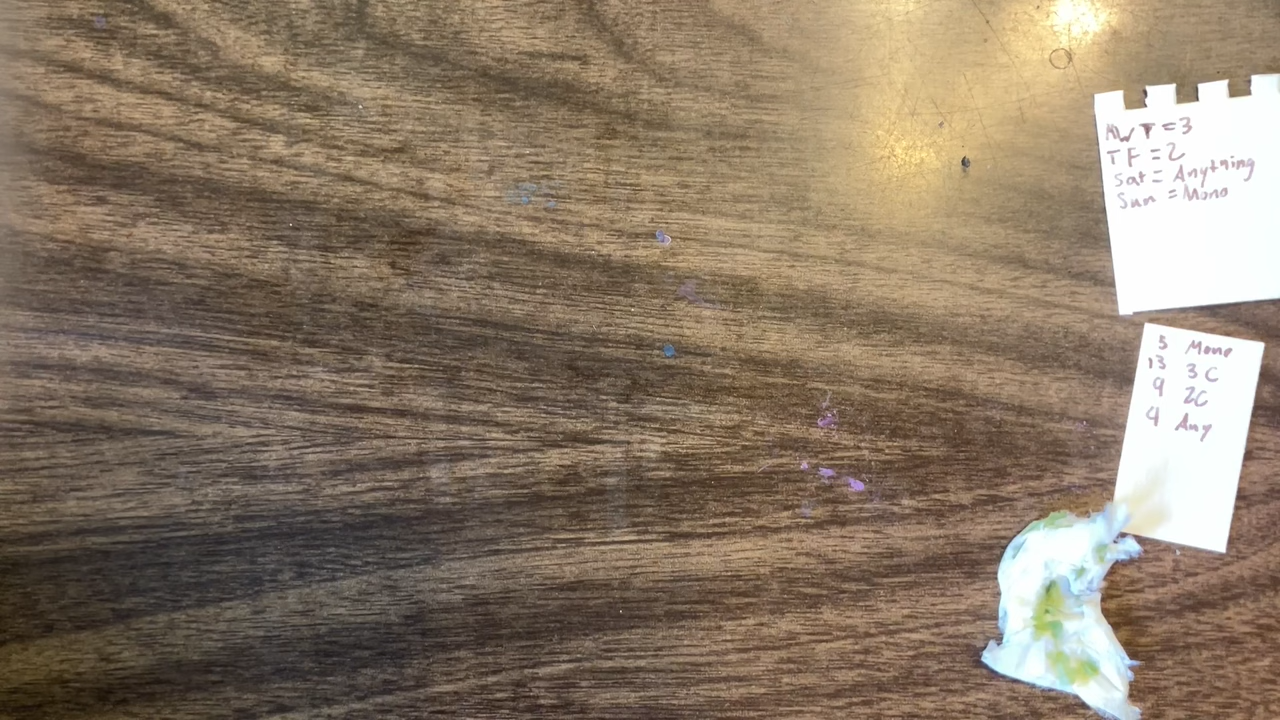 MWT=3
TF=2
Sat= Anything
Sun =Mono
5 Mono
13 3C
9 2C
4 Any